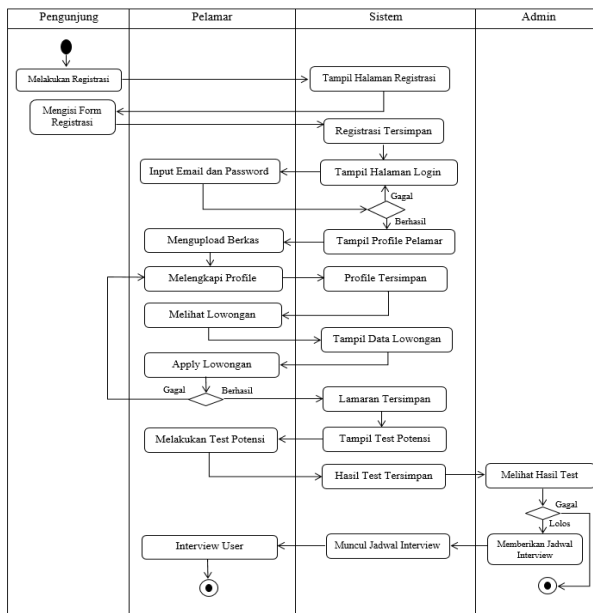 Pengunjung
Pelamar
Sistem
Admin
Melakukan Registrasi
Tampil Halaman Registrasi
Mengisi Form
Registrasi
Registrasi Tersimpan
Input Email dan Password
Tampil Halaman Login
Gagal
Berhasil
Mengupload Berkas
Tampil Profile Pelamar
Melengkapi Profile
Profile Tersimpan
Melihat Lowongan
Tampil Data Lowongan
Apply Lowongan
Gagal
Berhasil
Lamaran Tersimpan
Melakukan Test Potensi
Tampil Test Potensi
Hasil Test Tersimpan
Melihat Hasil Test
Gagal
Lolos
Interview User
Muncul Jadwal Interview
Memberikan Jadwal
Interview